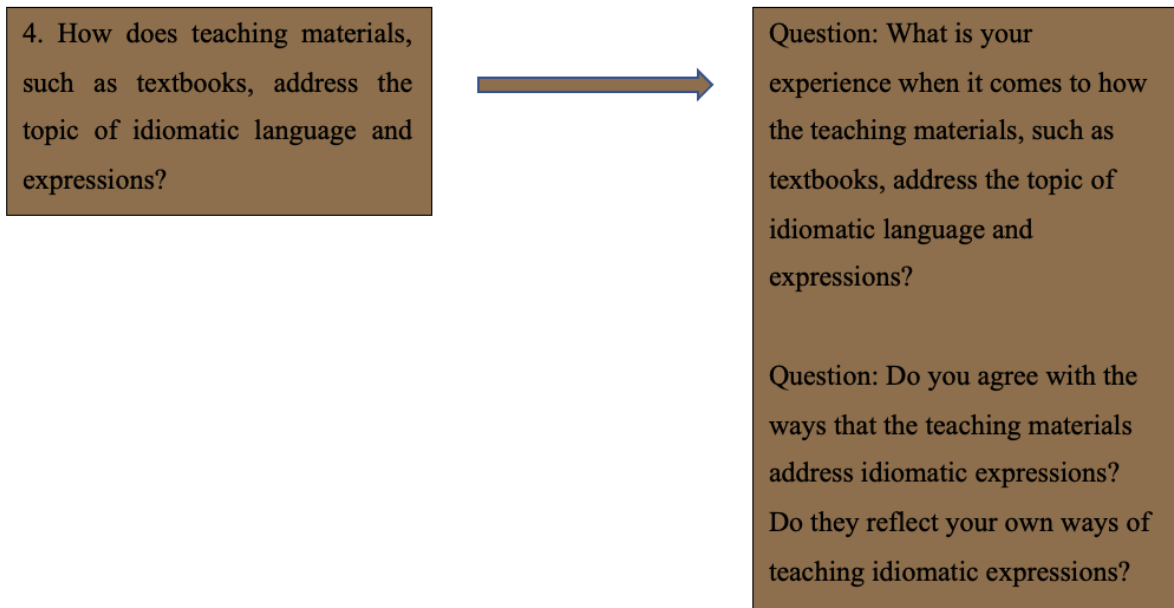 4. How does teaching materials,
such as textbooks, address the
topic of idiomatic language and
expressions?
Question: What is your
experience when it comes to how
the teaching materials, such as
textbooks, address the topic of
idiomatic language and
expressions?
Question: Do you agree with the
ways that the teaching materials
address idiomatic expressions?
Do they reflect your own ways of
teaching idiomatic expressions?